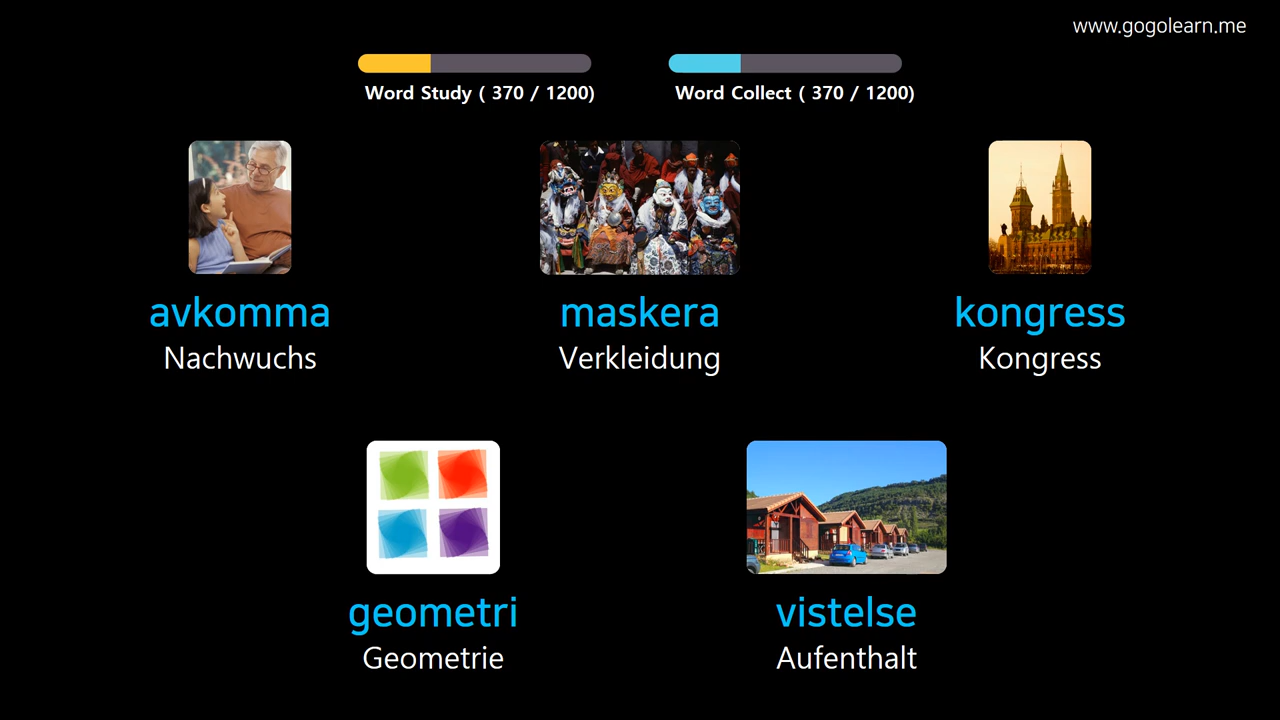 www.gogolearn.me
Word Study ( 370 / 1200)
Word Collect ( 370 / 1200)
avkomma
Nachwuchs
maskera
Verkleidung
kongress
Kongress
geometri
Geometrie
vistelse
Aufenthalt